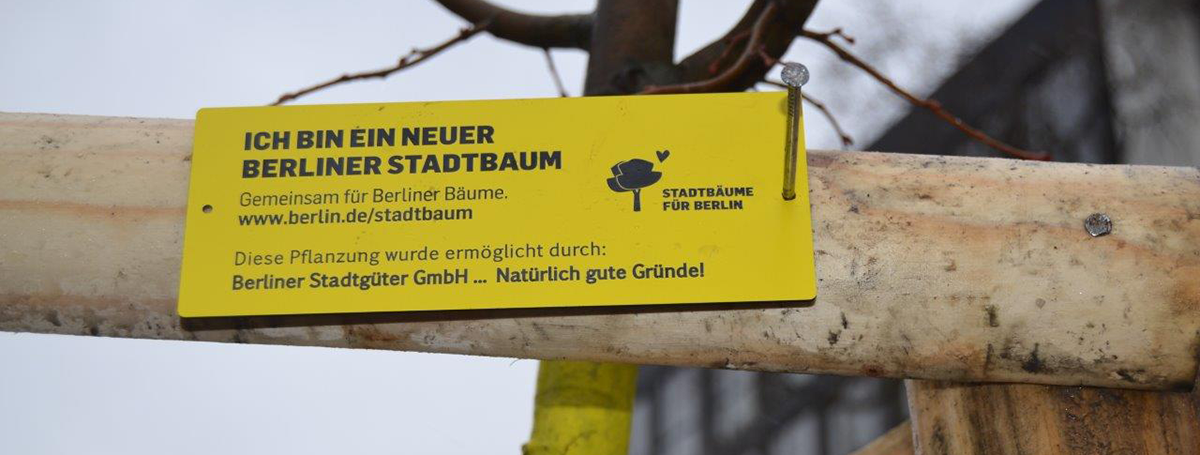 ICH BIN EIN NEUER
BERLINER STADTBAUM
Gemeinsam für Berliner Bäume.
www.berlin.de/stadtbaum
STADTBÄUME
FÜR BERLIN
Diese Pflanzung wurde ermöglicht durch:
Berliner Stadtgüter GmbH ... Natürlich gute Gründe!